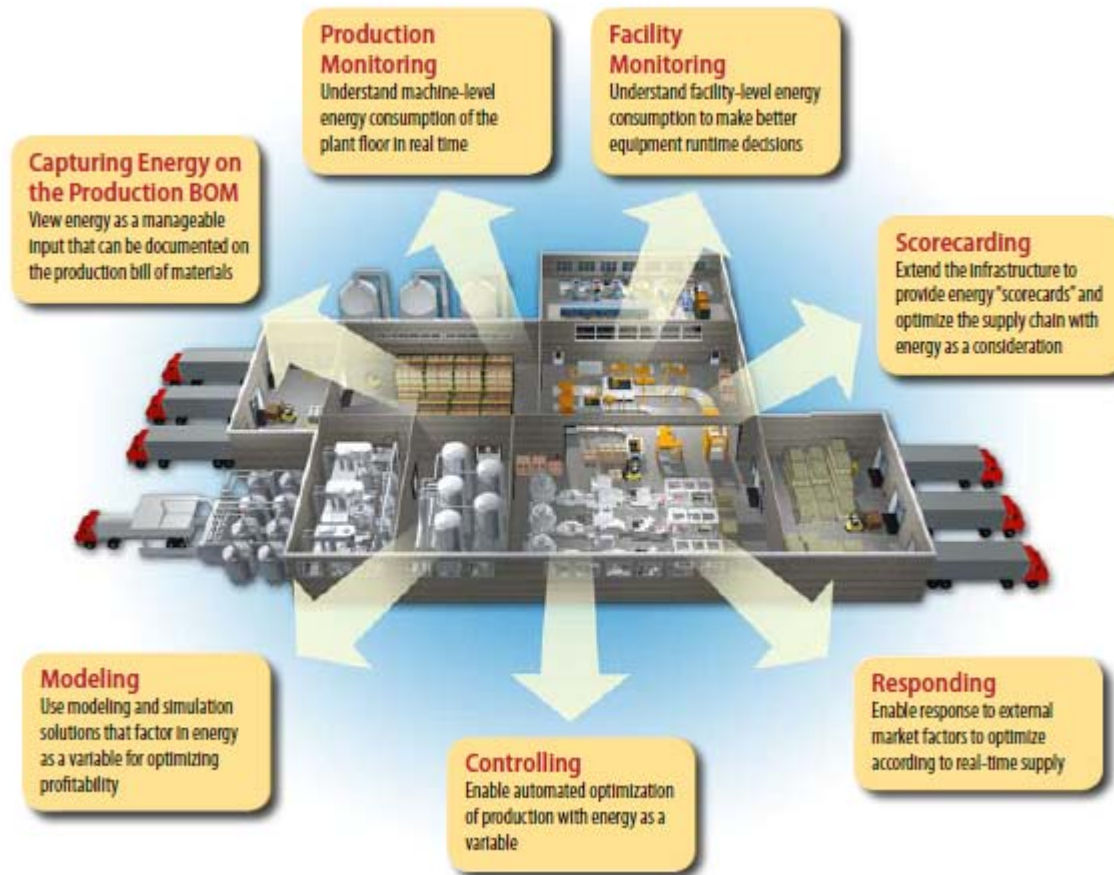 Production
Monitoring
Understand machine-level
energy consumption of the
plant floor in real time
Facility
Monitoring
Understand facility-level energy
consumption to make better
equipment runtime decisions
Capturing Energy on
the Production BOM
View energy as a manageable
input that can be documented on
the production bill of materials
Scorecarding
Extend the infrastructure to
provide energy “scorecards” and
optimize the supply chain with
energy as a consideration
Modeling
Use modeling and simulation
solutions that factor in energy
as a variable for optimizing
profitability
Controlling
Enable automated optimization
of production with energy as a
variable
Responding
Enable response to external
market factors to optimize
according to real-time supply